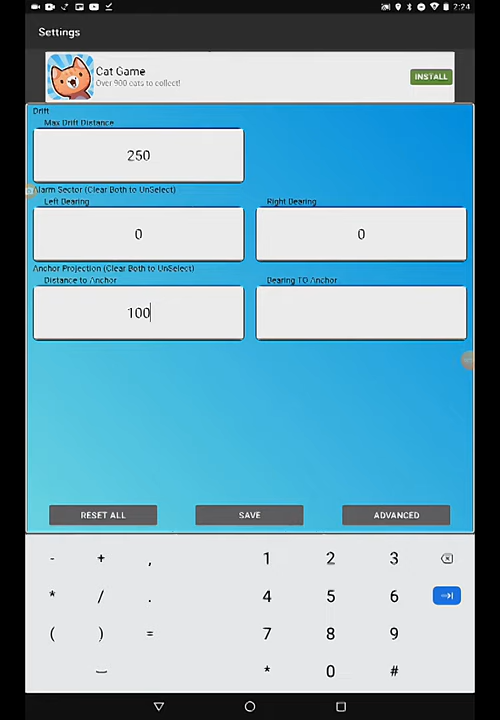 2:24
Settings
Cat Game
Over 900 cats to collect!
INSTALL
Drift
Max Drift Distance
250
Alarm Sector (Clear Both to UnSelect)
Left Bearing
Right Bearing
0
0
Anchor Projection (Clear Both to UnSelect)
Distance to Anchor
Bearing TO Anchor
100
RESET ALL
SAVE
ADVANCED
- + , 1 2 3
* / . 4 5 6
( ) = 7 8 9
* 0 #